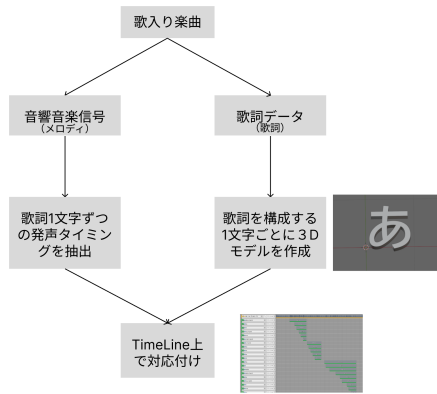 歌入り楽曲
音響音楽信号
(メロディ)
歌詞データ
(歌詞)
歌詞1文字ずつ
の発声タイミン
グを抽出
歌詞を構成する
1文字ごとに3D
モデルを作成
あ
TimeLine上
で対応付け